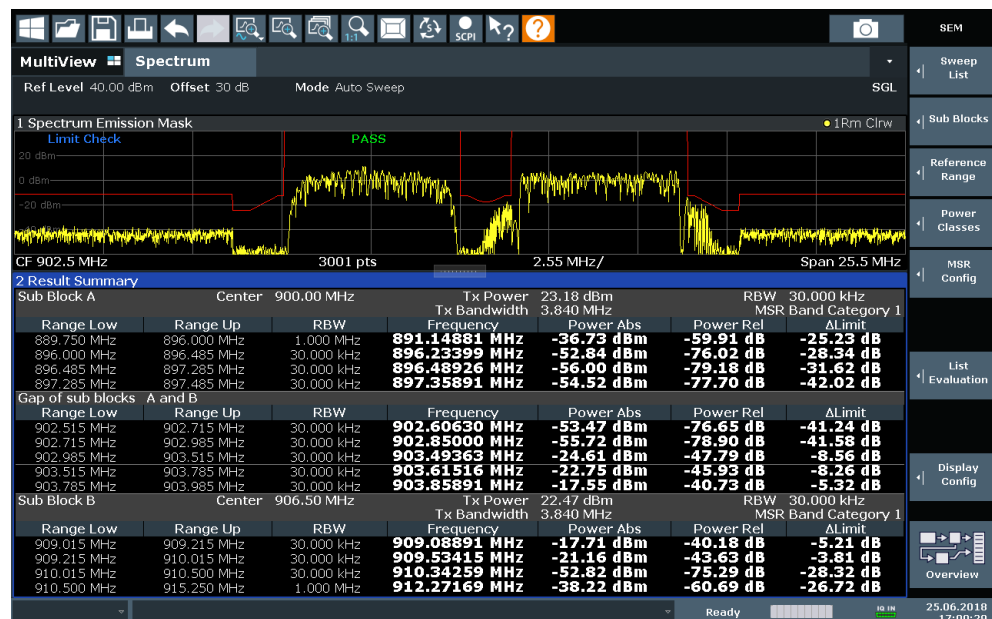 1:1
SCPI
SEM
MultiView Spectrum
Ref Level 40.00 dBm Offset 30 dB Mode Auto Sweep SGL
1 Spectrum Emission Mask 1Rm Clrw
Limit Check PASS
20 dBm
0 dBm
-20 dBm
CF 902.5 MHz 3001 pts 2.55 MHz/ Span 25.5 MHz
2 Result Summary
Sub Block A Center 900.00 MHz Tx Power 23.18 dBm RBW 30.000 kHz
Tx Bandwidth 3.840 MHz MSR Band Category 1
Range Low Range Up RBW Frequency Power Abs Power Rel ΔLimit
889.750 MHz 896.000 MHz 1.000 MHz 891.14881 MHz -36.73 dBm -59.91 dB -25.23 dB
896.000 MHz 896.485 MHz 30.000 kHz 896.23399 MHz -52.84 dBm -76.02 dB -28.34 dB
896.485 MHz 897.285 MHz 30.000 kHz 896.48926 MHz -56.00 dBm -79.18 dB -31.62 dB
897.285 MHz 897.485 MHz 30.000 kHz 897.35891 MHz -54.52 dBm -77.70 dB -42.02 dB
Gap of sub blocks A and B
Range Low Range Up RBW Frequency Power Abs Power Rel ΔLimit
902.515 MHz 902.715 MHz 30.000 kHz 902.60630 MHz -53.47 dBm -76.65 dB -41.24 dB
902.715 MHz 902.985 MHz 30.000 kHz 902.85000 MHz -55.72 dBm -78.90 dB -41.58 dB
902.985 MHz 903.515 MHz 30.000 kHz 903.49363 MHz -24.61 dBm -47.79 dB -8.56 dB
903.515 MHz 903.785 MHz 30.000 kHz 903.61516 MHz -22.75 dBm -45.93 dB -8.26 dB
903.785 MHz 903.985 MHz 30.000 kHz 903.85891 MHz -17.55 dBm -40.73 dB -5.32 dB
Sub Block B Center 906.50 MHz Tx Power 22.47 dBm RBW 30.000 kHz
Tx Bandwidth 3.840 MHz MSR Band Category 1
Range Low Range Up RBW Frequency Power Abs Power Rel ΔLimit
909.015 MHz 909.215 MHz 30.000 kHz 909.08891 MHz -17.71 dBm -40.18 dB -5.21 dB
909.215 MHz 910.015 MHz 30.000 kHz 909.53415 MHz -21.16 dBm -43.63 dB -3.81 dB
910.015 MHz 910.500 MHz 30.000 kHz 910.34259 MHz -52.82 dBm -75.29 dB -28.32 dB
910.500 MHz 915.250 MHz 1.000 MHz 912.27169 MHz -38.22 dBm -60.69 dB -26.72 dB
Sweep
List
Sub Blocks
Reference
Range
Power
Classes
MSR
Config
List
Evaluation
Display
Config
Overview
Ready IQ IN 25.06.2018